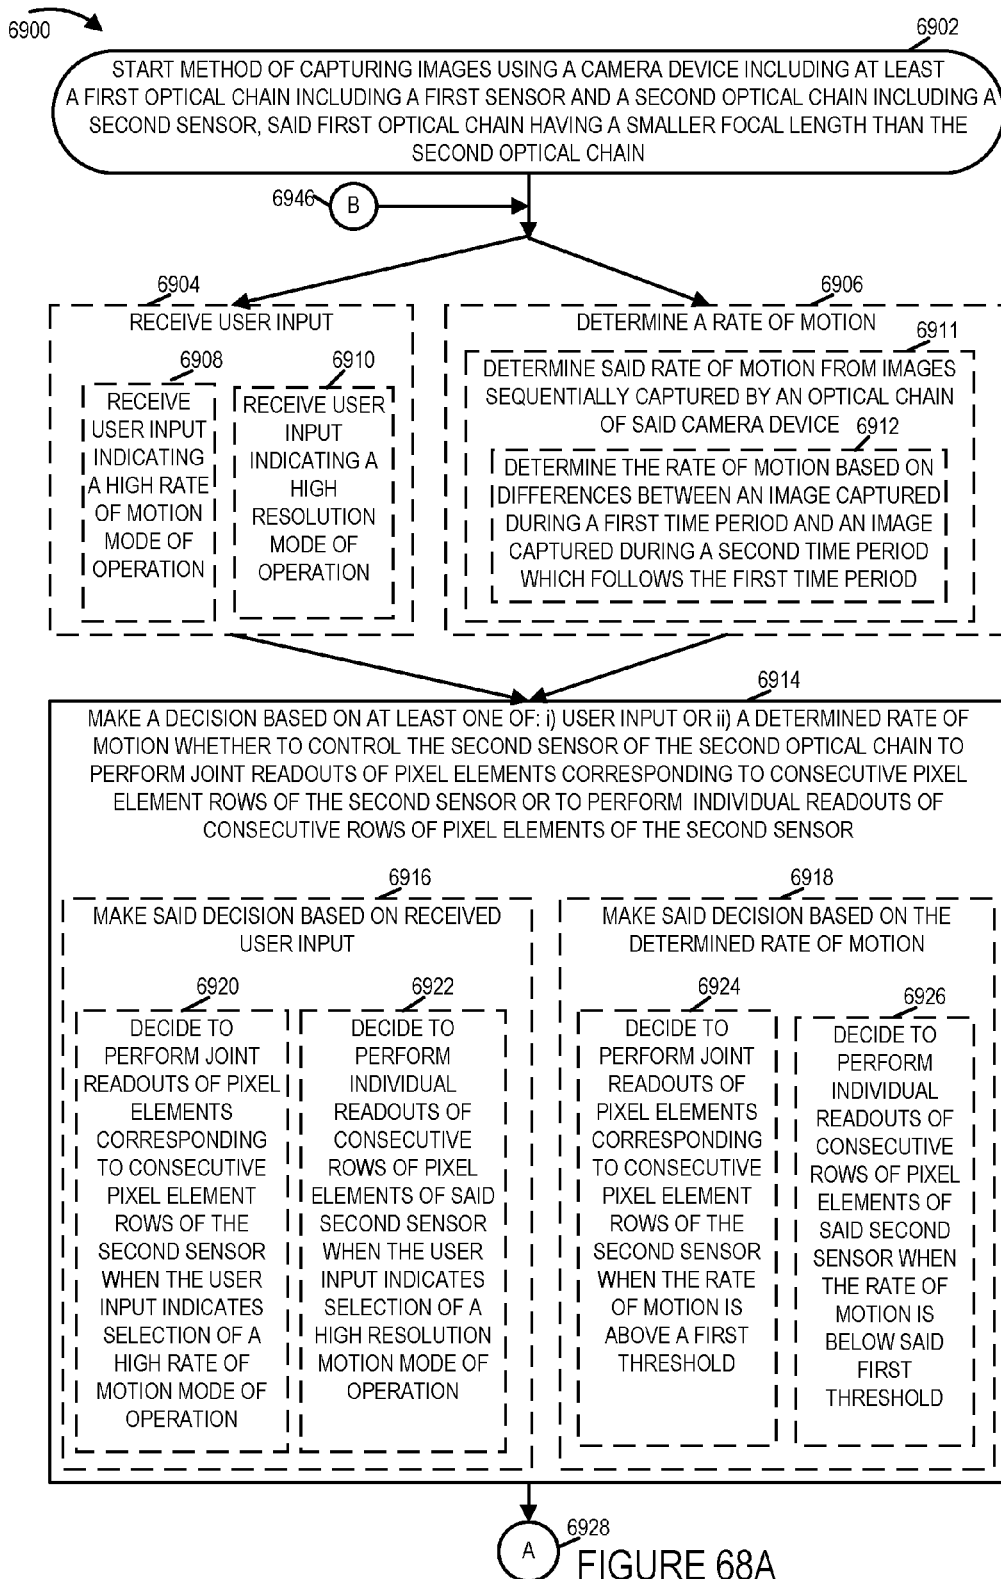 6900
6902
START METHOD OF CAPTURING IMAGES USING A CAMERA DEVICE INCLUDING AT LEAST
A FIRST OPTICAL CHAIN INCLUDING A FIRST SENSOR AND A SECOND OPTICAL CHAIN INCLUDING A
SECOND SENSOR, SAID FIRST OPTICAL CHAIN HAVING A SMALLER FOCAL LENGTH THAN THE
SECOND OPTICAL CHAIN
6946
B
6904
RECEIVE USER INPUT
6908
RECEIVE
USER INPUT
INDICATING
A HIGH RATE
OF MOTION
MODE OF
OPERATION
6910
RECEIVE USER
INPUT
INDICATING A
HIGH
RESOLUTION
MODE OF
OPERATION
6906
DETERMINE A RATE OF MOTION
6911
DETERMINE SAID RATE OF MOTION FROM IMAGES
SEQUENTIALLY CAPTURED BY AN OPTICAL CHAIN
OF SAID CAMERA DEVICE
6912
DETERMINE THE RATE OF MOTION BASED ON
DIFFERENCES BETWEEN AN IMAGE CAPTURED
DURING A FIRST TIME PERIOD AND AN IMAGE
CAPTURED DURING A SECOND TIME PERIOD
WHICH FOLLOWS THE FIRST TIME PERIOD
6914
MAKE A DECISION BASED ON AT LEAST ONE OF: i) USER INPUT OR ii) A DETERMINED RATE OF
MOTION WHETHER TO CONTROL THE SECOND SENSOR OF THE SECOND OPTICAL CHAIN TO
PERFORM JOINT READOUTS OF PIXEL ELEMENTS CORRESPONDING TO CONSECUTIVE PIXEL
ELEMENT ROWS OF THE SECOND SENSOR OR TO PERFORM INDIVIDUAL READOUTS OF
CONSECUTIVE ROWS OF PIXEL ELEMENTS OF THE SECOND SENSOR
6916
MAKE SAID DECISION BASED ON RECEIVED
USER INPUT
6920
DECIDE TO
PERFORM JOINT
READOUTS OF PIXEL
ELEMENTS
CORRESPONDING
TO CONSECUTIVE
PIXEL ELEMENT
ROWS OF THE
SECOND SENSOR
WHEN THE USER
INPUT INDICATES
SELECTION OF A
HIGH RATE OF
MOTION MODE OF
OPERATION
6922
DECIDE TO
PERFORM
INDIVIDUAL
READOUTS OF
CONSECUTIVE
ROWS OF PIXEL
ELEMENTS OF SAID
SECOND SENSOR
WHEN THE USER
INPUT INDICATES
SELECTION OF A
HIGH RESOLUTION
MOTION MODE OF
OPERATION
6918
MAKE SAID DECISION BASED ON THE
DETERMINED RATE OF MOTION
6924
DECIDE TO
PERFORM JOINT
READOUTS OF
PIXEL ELEMENTS
CORRESPONDING
TO CONSECUTIVE
PIXEL ELEMENT
ROWS OF THE
SECOND SENSOR
WHEN THE RATE
OF MOTION IS
ABOVE A FIRST
THRESHOLD
6926
DECIDE TO
PERFORM
INDIVIDUAL
READOUTS OF
CONSECUTIVE
ROWS OF PIXEL
ELEMENTS OF
SAID SECOND
SENSOR WHEN
THE RATE OF
MOTION IS
BELOW SAID
FIRST
THRESHOLD
A
6928
FIGURE 68A